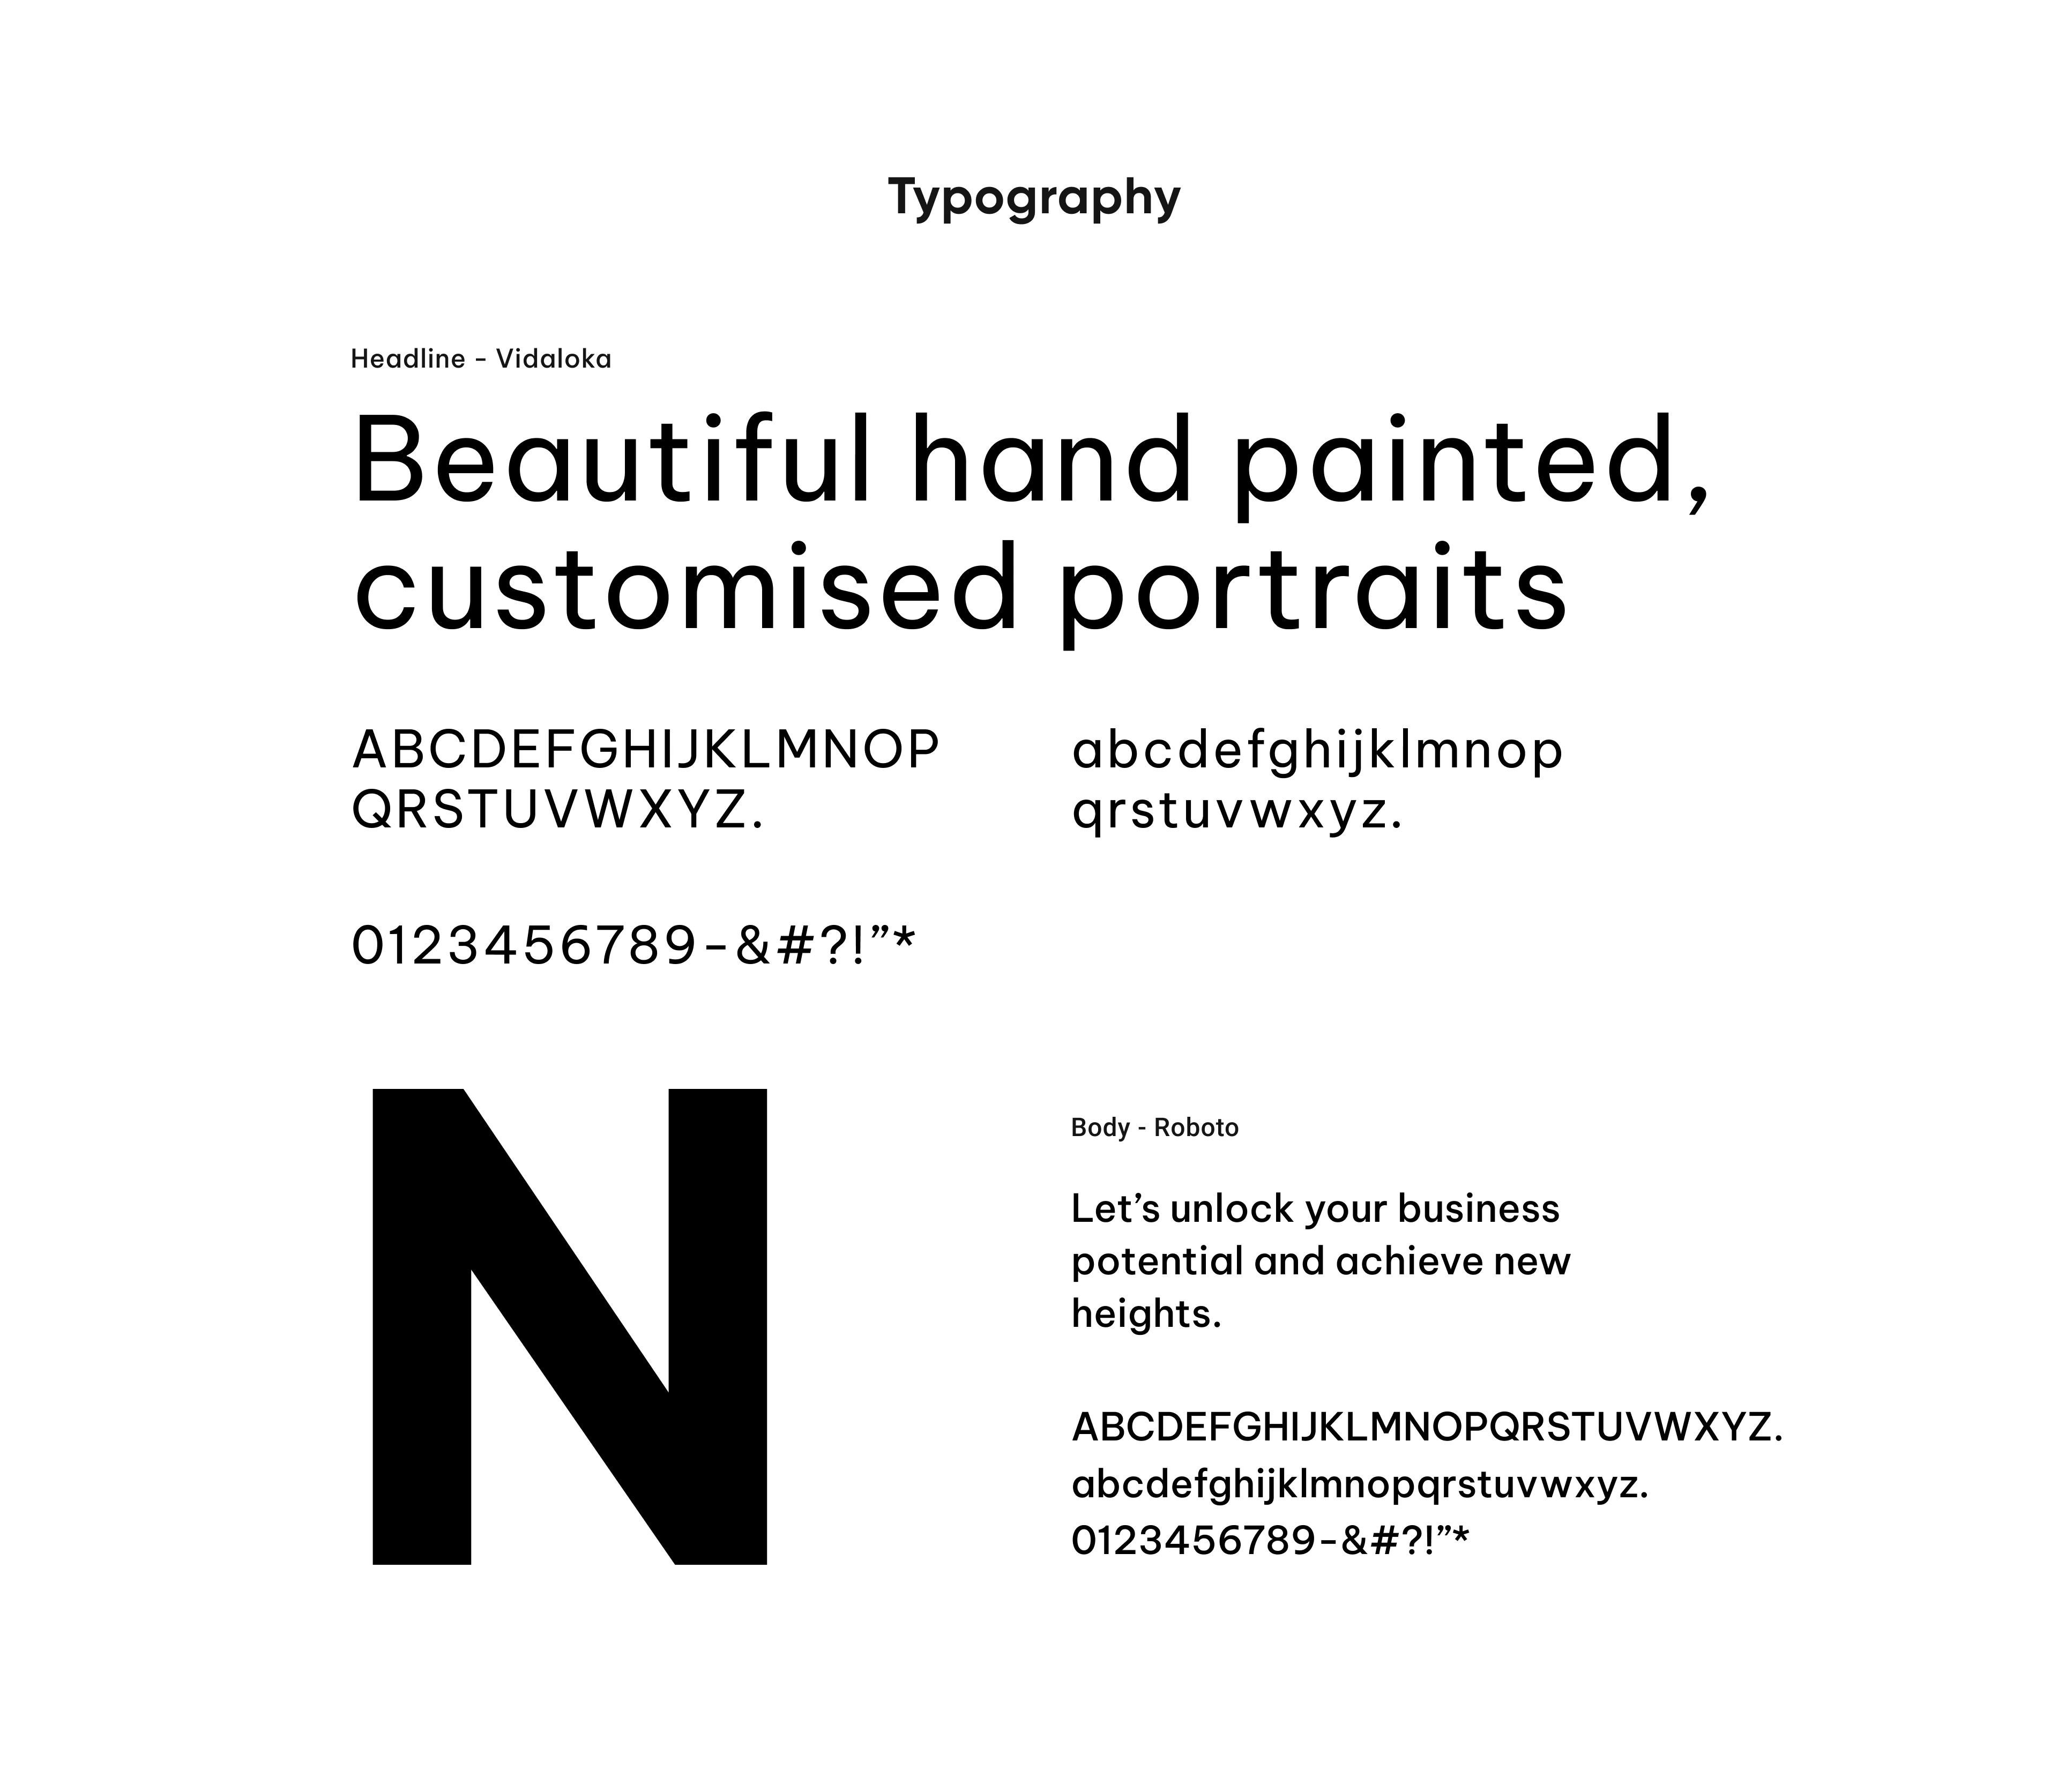 Typography
Headline - Vidaloka
Beautiful hand painted,
customised portraits
ABCDEFGHIJKLMNOP
QRSTUVWXYZ.
abcdefghijklmnop
qrstuvwxyz.
0123456789-&#?!”*
N
Body - Roboto
Let’s unlock your business
potential and achieve new
heights.
ABCDEFGHIJKLMNOPQRSTUVWXYZ.
abcdefghijklmnopqrstuvwxyz.
0123456789-&#?!”*